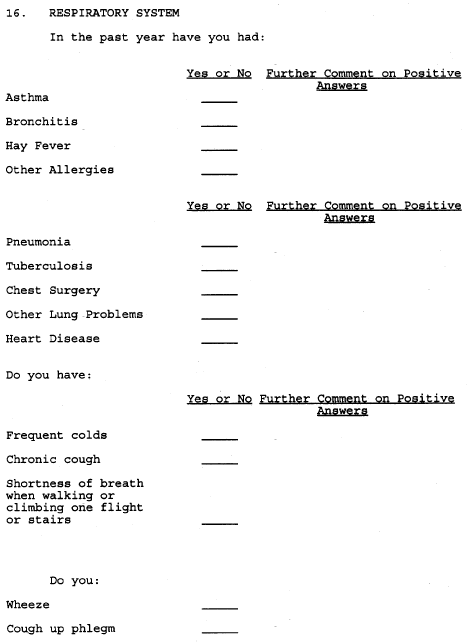 16. RESPIRATORY SYSTEM
In the past year have you had:
Yes or No Further Comment on Positive
Answers
Asthma
Bronchitis
Hay Fever
Other Allergies
Yes or No Further Comment on Positive
Answers
Pneumonia
Tuberculosis
Chest Surgery
Other Lung Problems
Heart Disease
Do you have:
Yes or No Further Comment on Positive
Answers
Frequent colds
Chronic cough
Shortness of breath
when walking or
climbing one flight
or stairs
Do you:
Wheeze
Cough up phlegm